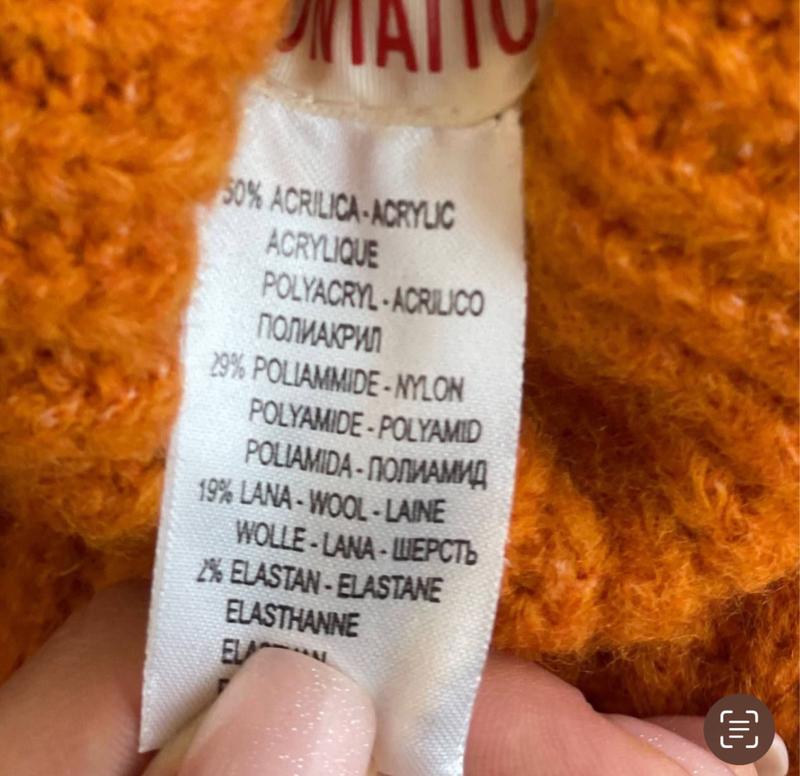 50% ACRILICA - ACRYLIC
ACRYLIQUE
POLYACRYL - ACRILICO
ПОЛИАКРИЛ
29% POLIAMMIDE - NYLON
POLYAMIDE - POLYAMID
POLIAMIDA - ПОЛИАМИД
19% LANA - WOOL - LAINE
WOLLE - LANA - ШЕРСТЬ
2% ELASTAN - ELASTANE
ELASTHANNE